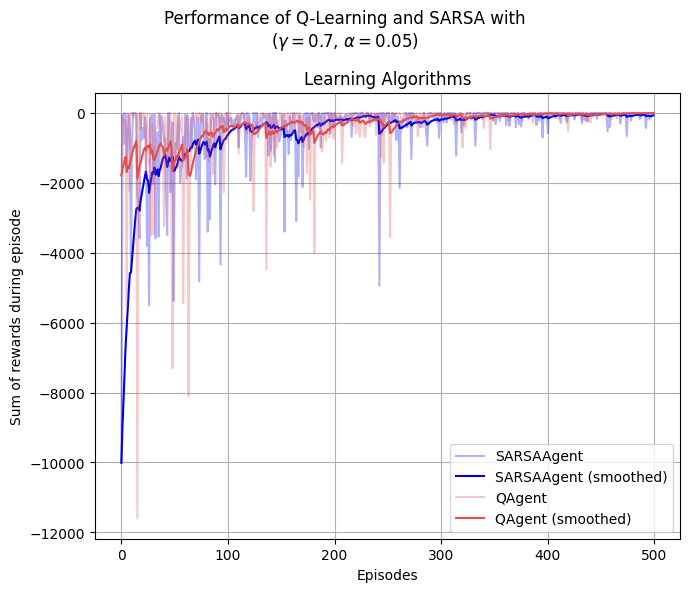 Performance of Q-Learning and SARSA with
(γ = 0.7, α = 0.05)
Learning Algorithms
0
−2000
−4000
−6000
−8000
−10000
−12000
Sum of rewards during episode
0 100 200 300 400 500
Episodes
SARSAAgent
SARSAAgent (smoothed)
QAgent
QAgent (smoothed)